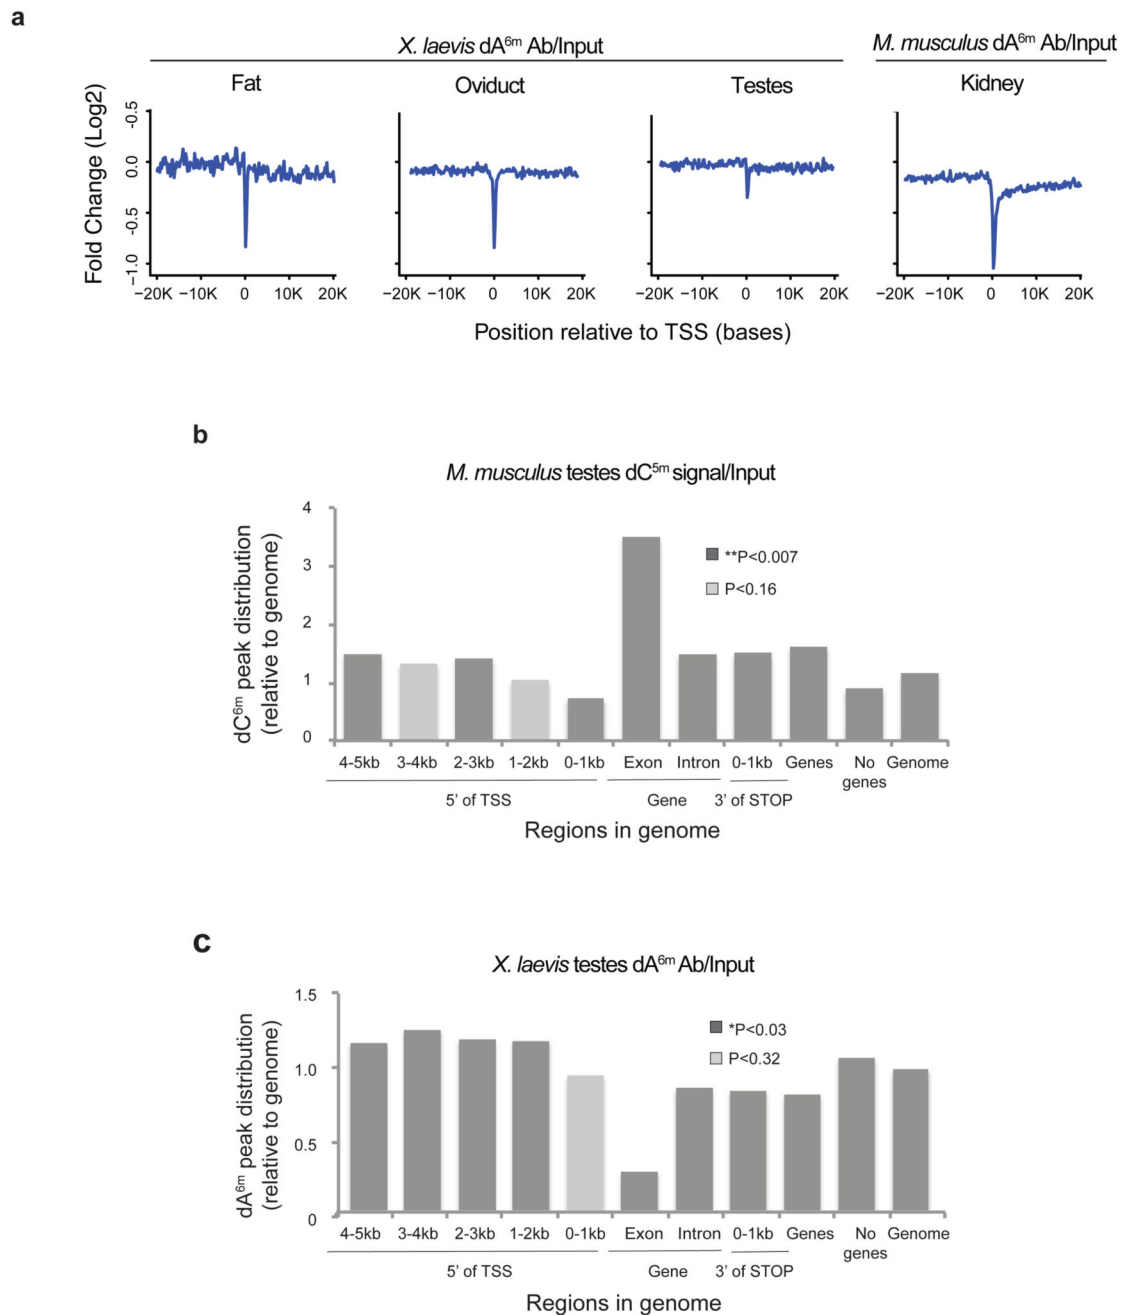 a
X. laevis dA6m Ab/Input
M. musculus dA6m Ab/Input
Fat
Oviduct
Testes
Kidney
Fold Change (Log2)
-0.5
0.0
-0.5
-1.0
−20K −10K 0 10K 20K
−20K −10K 0 10K 20K
−20K −10K 0 10K 20K
−20K −10K 0 10K 20K
Position relative to TSS (bases)
b
M. musculus testes dC5m signal/Input
dC6m peak distribution
(relative to genome)
4
3
2
1
0
**P<0.007
P<0.16
4-5kb 3-4kb 2-3kb 1-2kb 0-1kb Exon Intron 0-1kb Genes No Genome
genes
5' of TSS Gene 3' of STOP
Regions in genome
c
X. laevis testes dA6m Ab/Input
dA6m peak distribution
(relative to genome)
1.5
1.0
0.5
0
*P<0.03
P<0.32
4-5kb 3-4kb 2-3kb 1-2kb 0-1kb Exon Intron 0-1kb Genes No Genome
genes
5' of TSS Gene 3' of STOP
Regions in genome